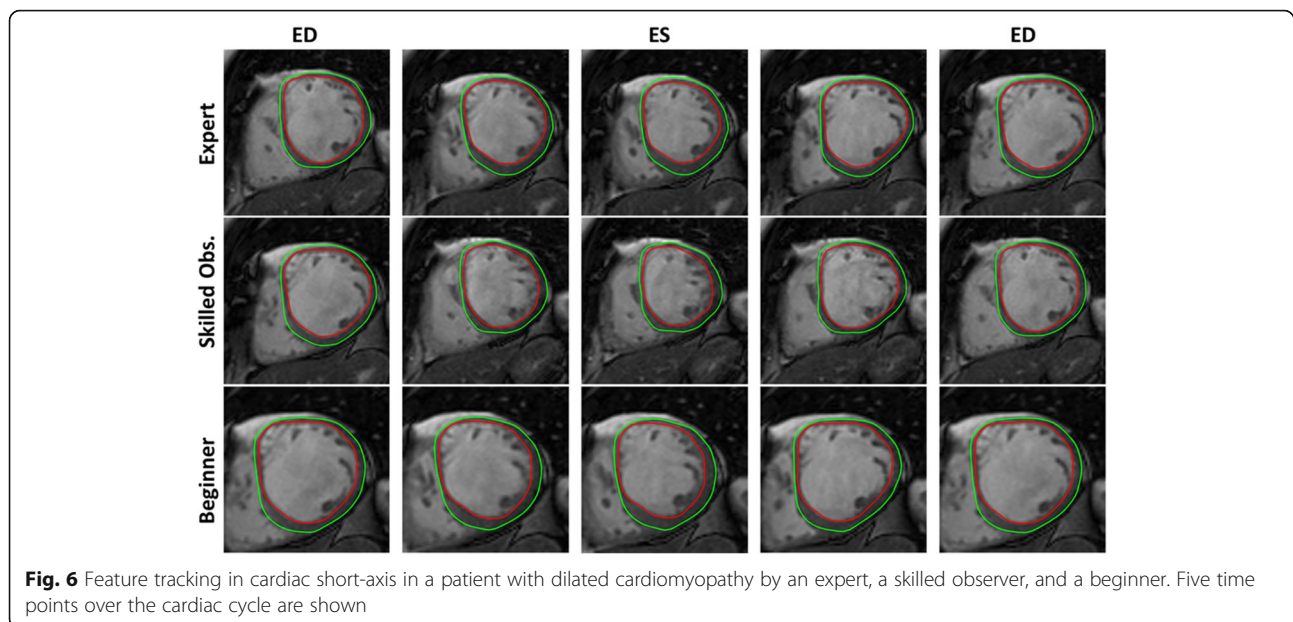 ED ES ED
Expert
Skilled Obs.
Beginner
Fig. 6 Feature tracking in cardiac short-axis in a patient with dilated cardiomyopathy by an expert, a skilled observer, and a beginner. Five time
points over the cardiac cycle are shown